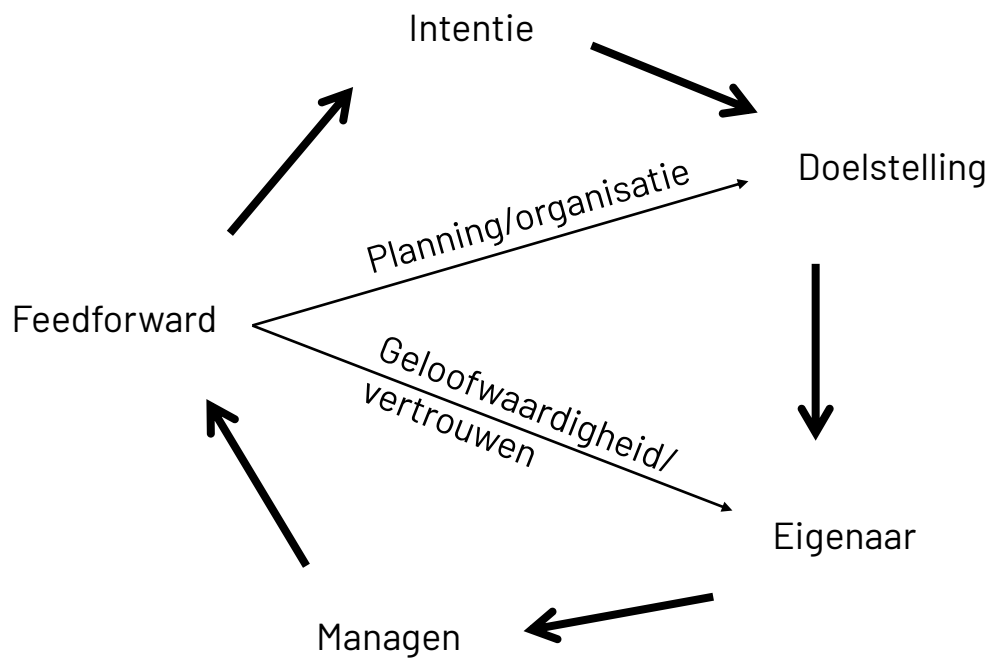 Intentie
Doelstelling
Planning/organisatie
Feedforward
Geloofwaardigheid/
vertrouwen
Eigenaar
Managen